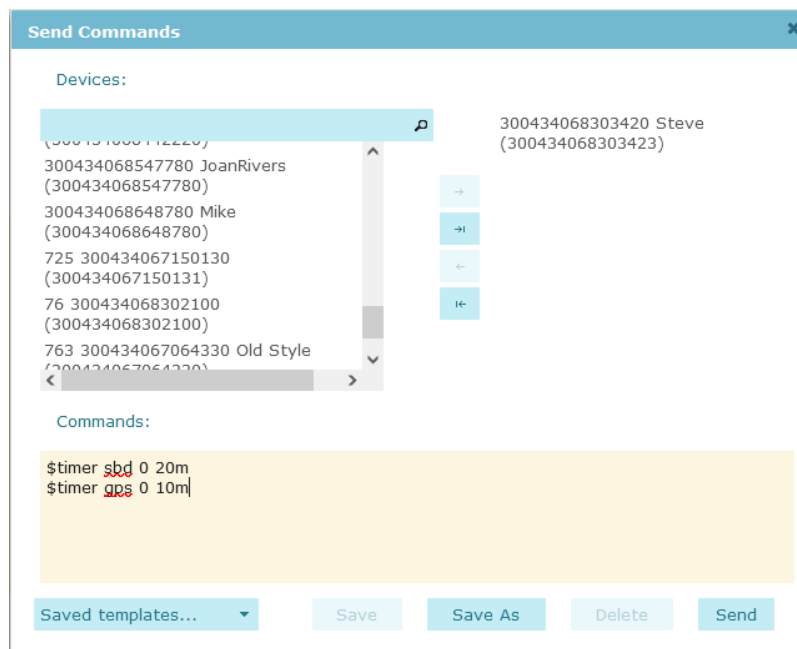 Send Commands
Devices:
300434068547780 JoanRivers
(300434068547780)
300434068648780 Mike
(300434068648780)
725 300434067150130
(300434067150131)
76 300434068302100
(300434068302100)
763 300434067064330 Old Style
300434068303420 Steve
(300434068303423)
Commands:
$timer sbd 0 20m
$timer gps 0 10m
Saved templates...
Save
Save As
Delete
Send